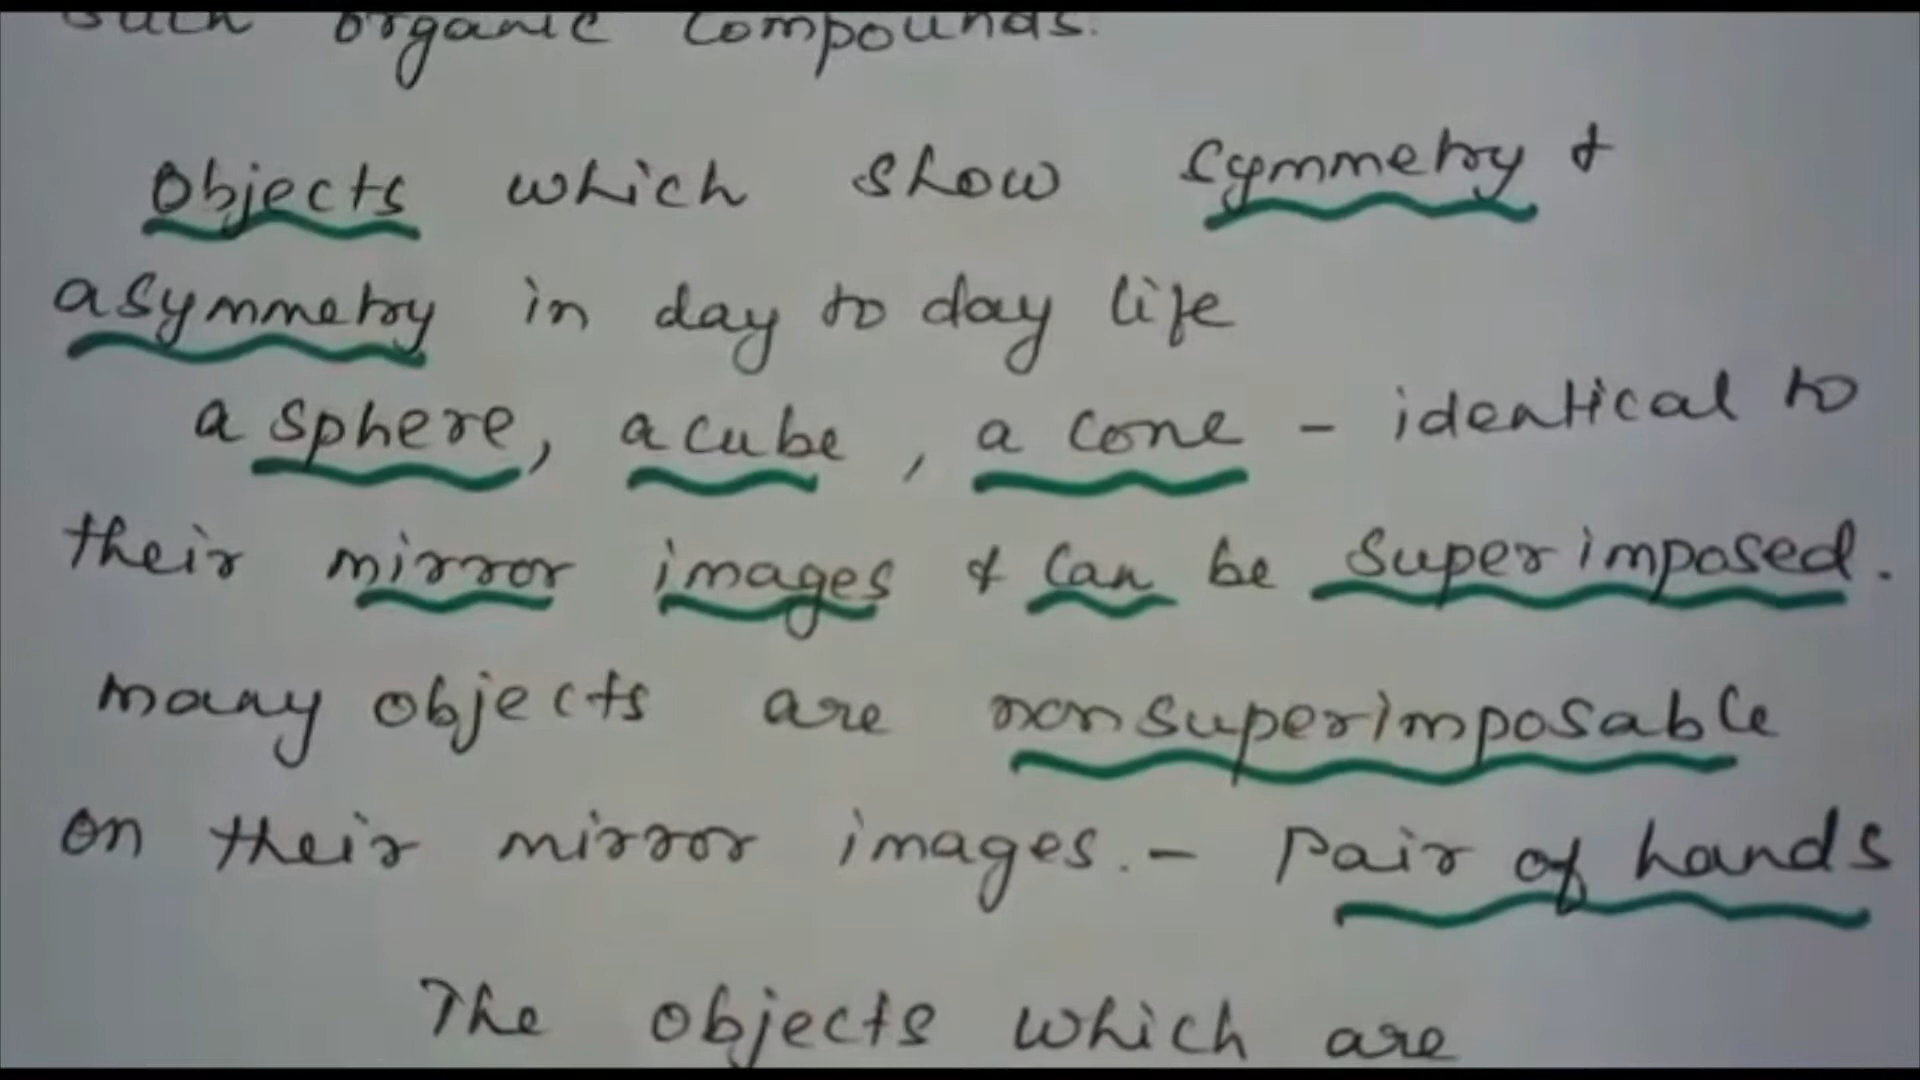 such organic compounds.
Objects which show symmetry &
asymmetry in day to day life
a sphere, a cube, a cone - identical to
their mirror images & can be superimposed.
many objects are nonsuperimposable
on their mirror images. - pair of hands
The objects which are